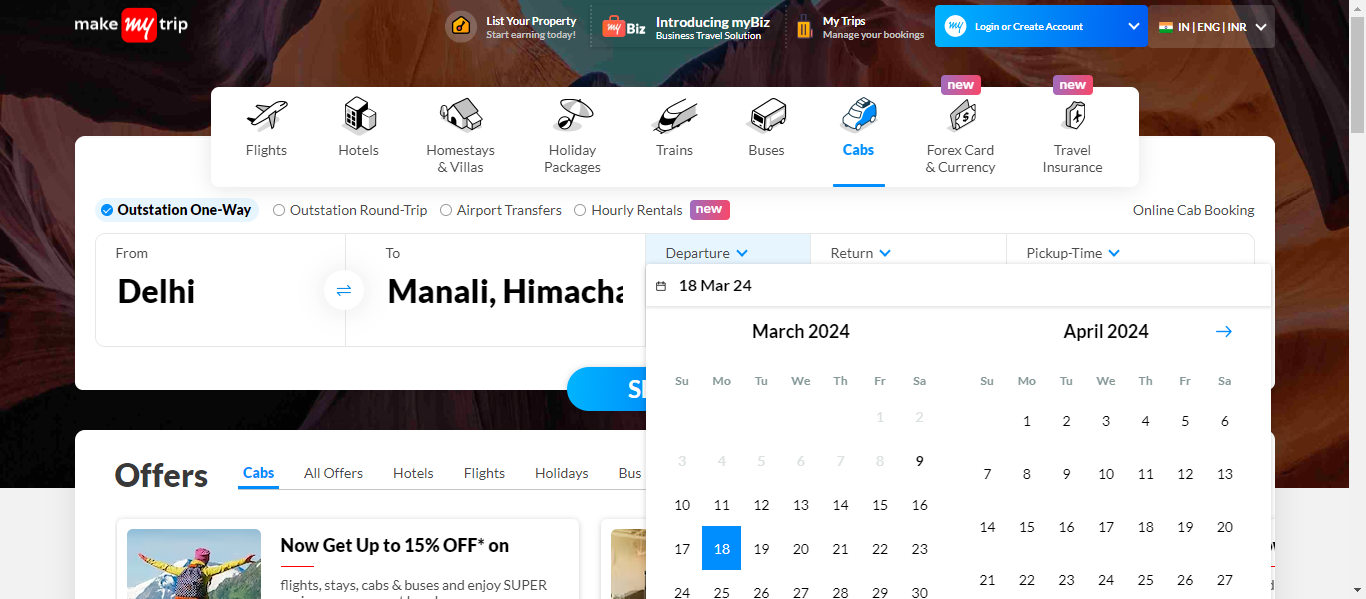 make my trip
List Your Property
Start earning today!
my Biz
Introducing myBiz
Business Travel Solution
My Trips
Manage your bookings
my
Login or Create Account
IN | ENG | INR
new
new
Flights
Hotels
Homestays
& Villas
Holiday
Packages
Trains
Buses
Cabs
Forex Card
& Currency
Travel
Insurance
Outstation One-Way
Outstation Round-Trip
Airport Transfers
Hourly Rentals
new
Online Cab Booking
From
To
Departure
Return
Pickup-Time
Delhi
Manali, Himacha
18 Mar 24
March 2024
April 2024
Su Mo Tu We Th Fr Sa
Su Mo Tu We Th Fr Sa
1 2
1 2 3 4 5 6
3 4 5 6 7 8 9
7 8 9 10 11 12 13
10 11 12 13 14 15 16
14 15 16 17 18 19 20
17 18 19 20 21 22 23
21 22 23 24 25 26 27
24 25 26 27 28 29 30
Offers
Cabs
All Offers
Hotels
Flights
Holidays
Bus
Now Get Up to 15% OFF* on
flights, stays, cabs & buses and enjoy SUPER